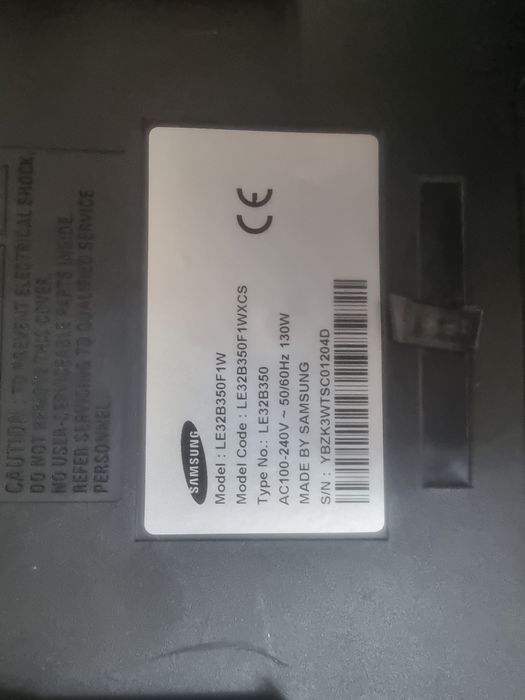 CAUTION: TO PREVENT ELECTRICAL SHOCK,
DO NOT REMOVE THIS COVER.
NO USER-SERVICEABLE PARTS INSIDE.
REFER SERVICING TO QUALIFIED SERVICE
PERSONNEL.
SAMSUNG
CE
Model : LE32B350F1W
Model Code : LE32B350F1WXCS
Type No.: LE32B350
AC100-240V ~ 50/60Hz 130W
MADE BY SAMSUNG
S/N : YBZK3WTSC01204D